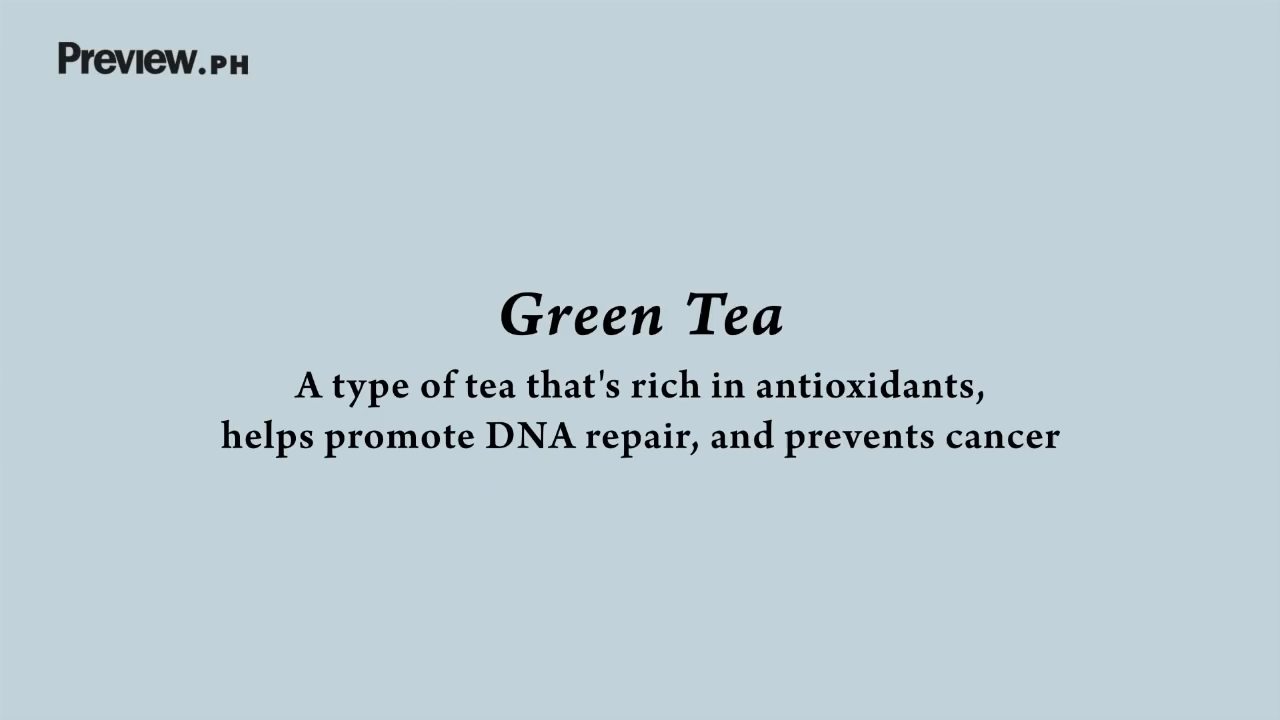 Preview.PH
Green Tea
A type of tea that's rich in antioxidants,
helps promote DNA repair, and prevents cancer